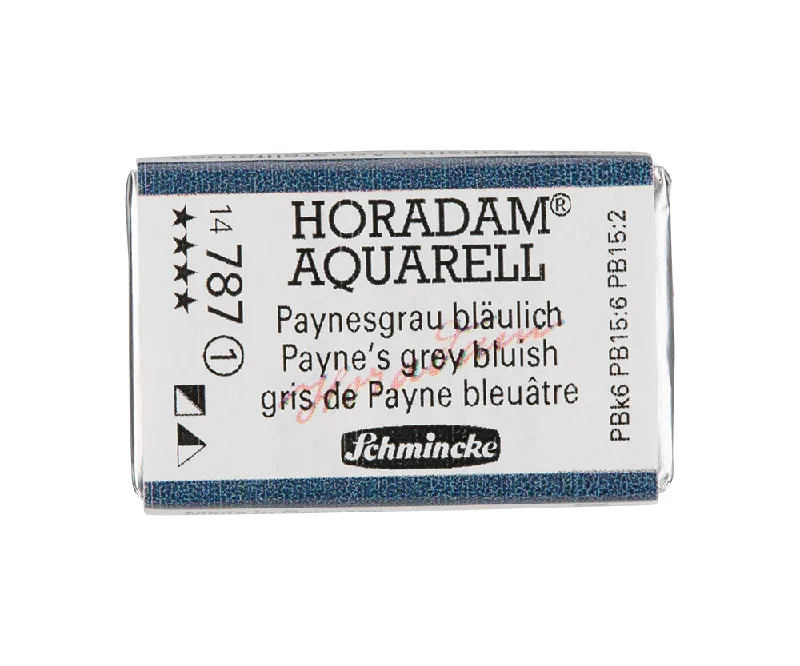 HORADAM®
AQUARELL
Paynesgrau bläulich
Payne's grey bluish
gris de Payne bleuâtre
Schmincke
14 787 1
PBk6 PB15:6 PB15:2